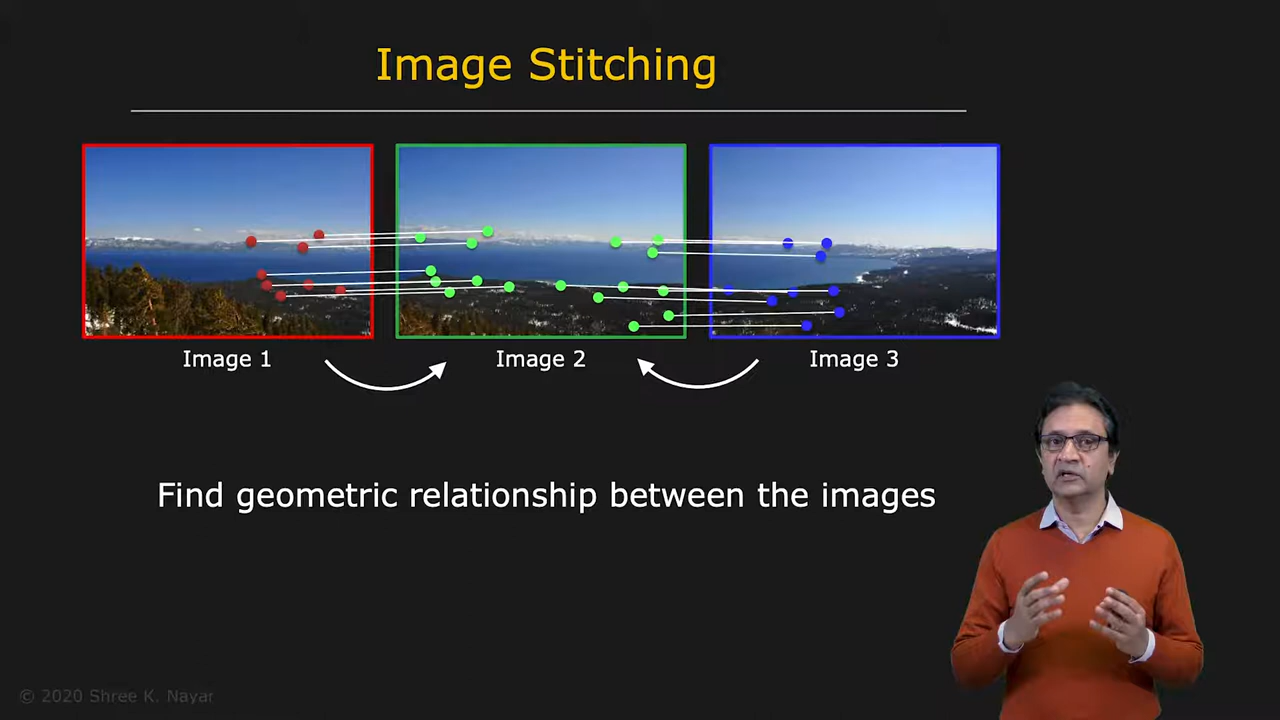 Image Stitching
Image 1
Image 2
Image 3
Find geometric relationship between the images
© 2020 Shree K. Nayar